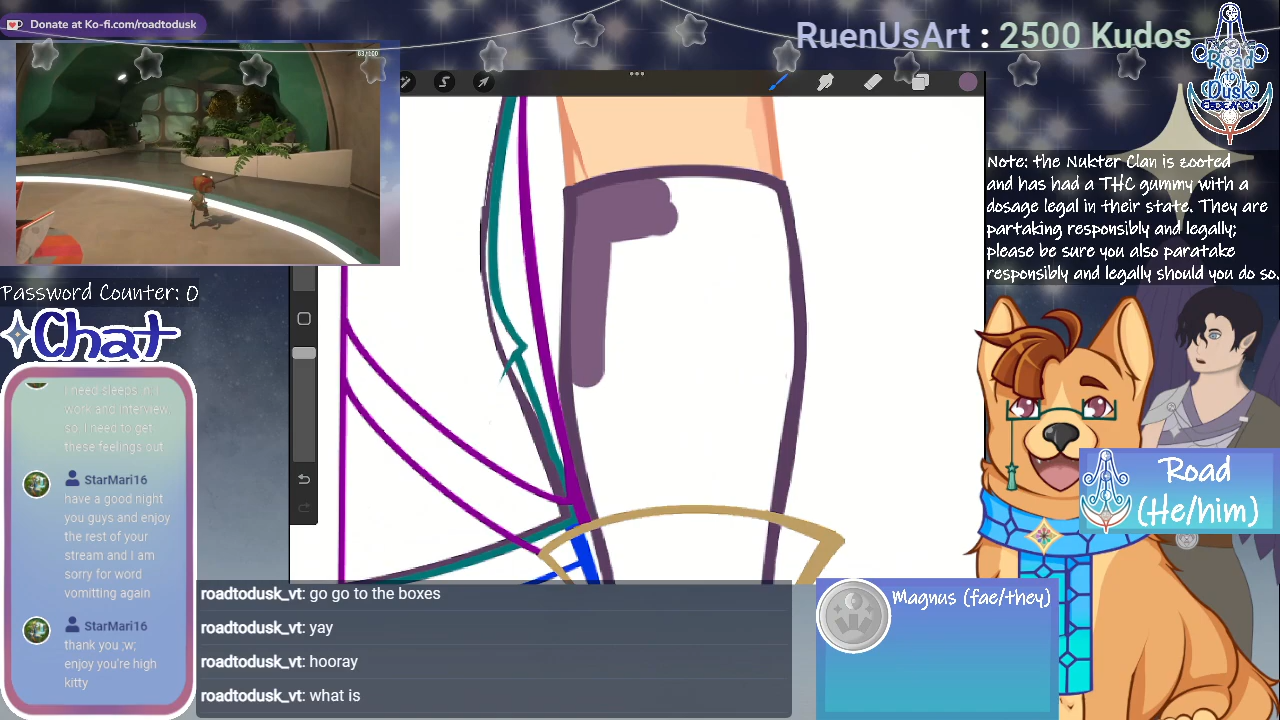 Donate at Ko-fi.com/roadtodusk
RuenUsArt : 2500 Kudos
Road
to
Dusk
Note: the Nukter Clan is zooted
and has had a THC gummy with a
dosage legal in their state. They are
partaking responsibly and legally;
please be sure you also paratake
responsibly and legally should you do so.
Password Counter: 0
Chat
work and interview
so. I need to get
these feelings out
StarMari16
have a good night
you guys and enjoy
the rest of your
stream and I am
sorry for word
vomitting again
StarMari16
thank you ;w;
enjoy you're high
kitty
roadtodusk_vt: go go to the boxes
roadtodusk_vt: yay
roadtodusk_vt: hooray
roadtodusk_vt: what is
Road
(He/him)
Magnus (fae/they)